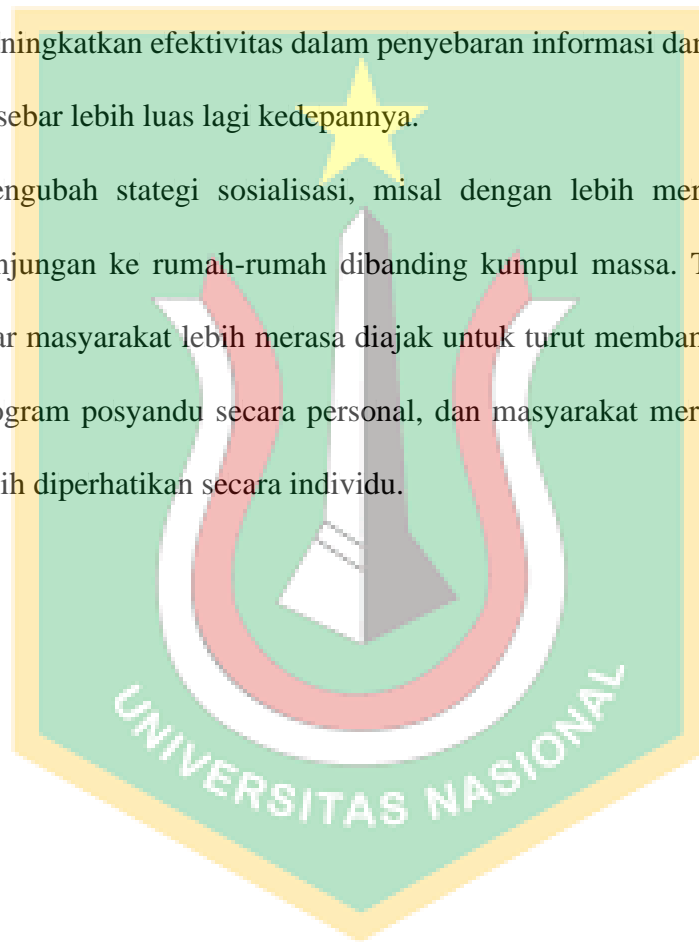 ningkatkan efektivitas dalam penyebaran informasi dan
sebar lebih luas lagi kedepannya.
engubah stategi sosialisasi, misal dengan lebih mer
njungan ke rumah-rumah dibanding kumpul massa. T
ar masyarakat lebih merasa diajak untuk turut memban
ogram posyandu secara personal, dan masyarakat mer
ih diperhatikan secara individu.
UNIVERSITAS NASIONAL